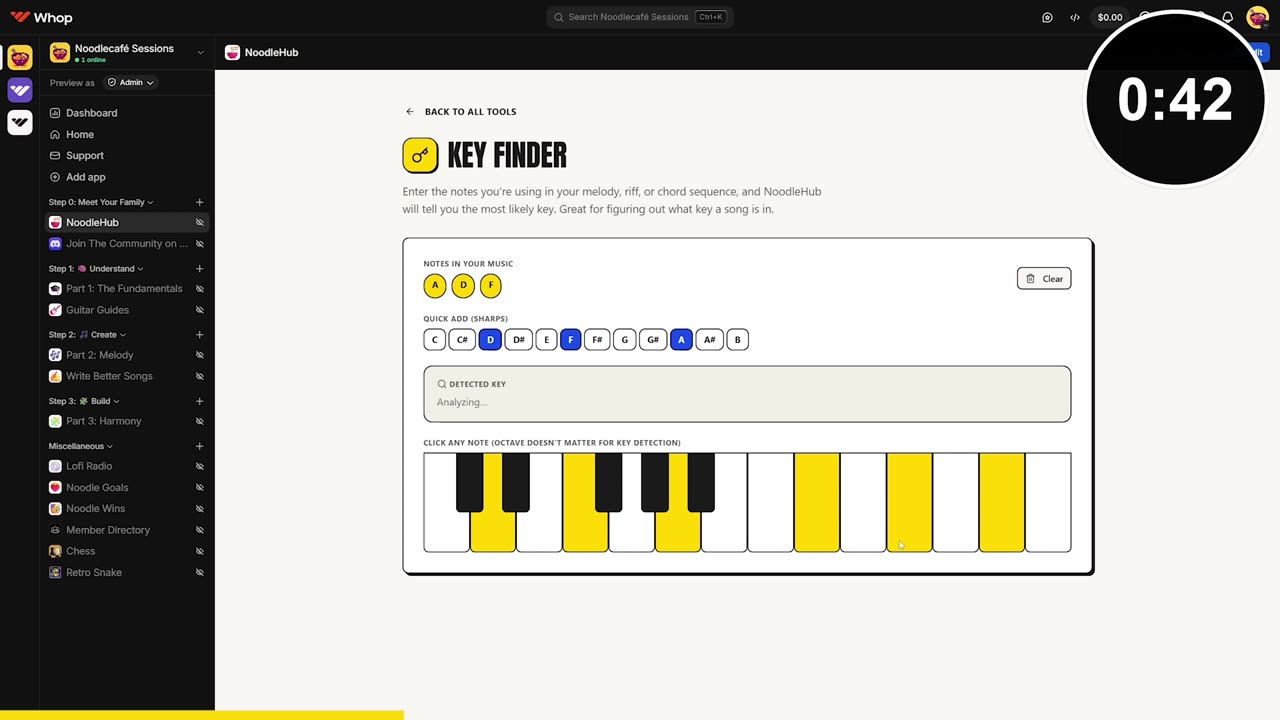 Whop
Search Noodlecafé Sessions
Ctrl+K
$0.00
Noodlecafé Sessions
1 online
NoodleHub
Preview as
Admin
0:42
Dashboard
Home
Support
Add app
Step 0: Meet Your Family
NoodleHub
Join The Community on ...
Step 1: 🧠 Understand
Part 1: The Fundamentals
Guitar Guides
Step 2: 🎵 Create
Part 2: Melody
Write Better Songs
Step 3: 🧩 Build
Part 3: Harmony
Miscellaneous
Lofi Radio
Noodle Goals
Noodle Wins
Member Directory
Chess
Retro Snake
BACK TO ALL TOOLS
KEY FINDER
Enter the notes you're using in your melody, riff, or chord sequence, and NoodleHub
will tell you the most likely key. Great for figuring out what key a song is in.
NOTES IN YOUR MUSIC
A D F
Clear
QUICK ADD (SHARPS)
C C# D D# E F F# G G# A A# B
DETECTED KEY
Analyzing...
CLICK ANY NOTE (OCTAVE DOESN'T MATTER FOR KEY DETECTION)